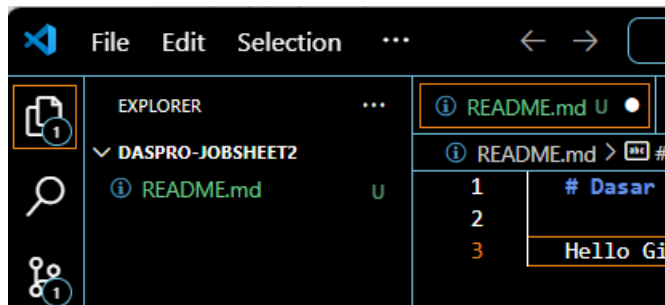 File Edit Selection ...
EXPLORER ...
DASPRO-JOBSHEET2
README.md U
README.md U
README.md > abc #
1 # Dasar
2
3 Hello Gi
1
1